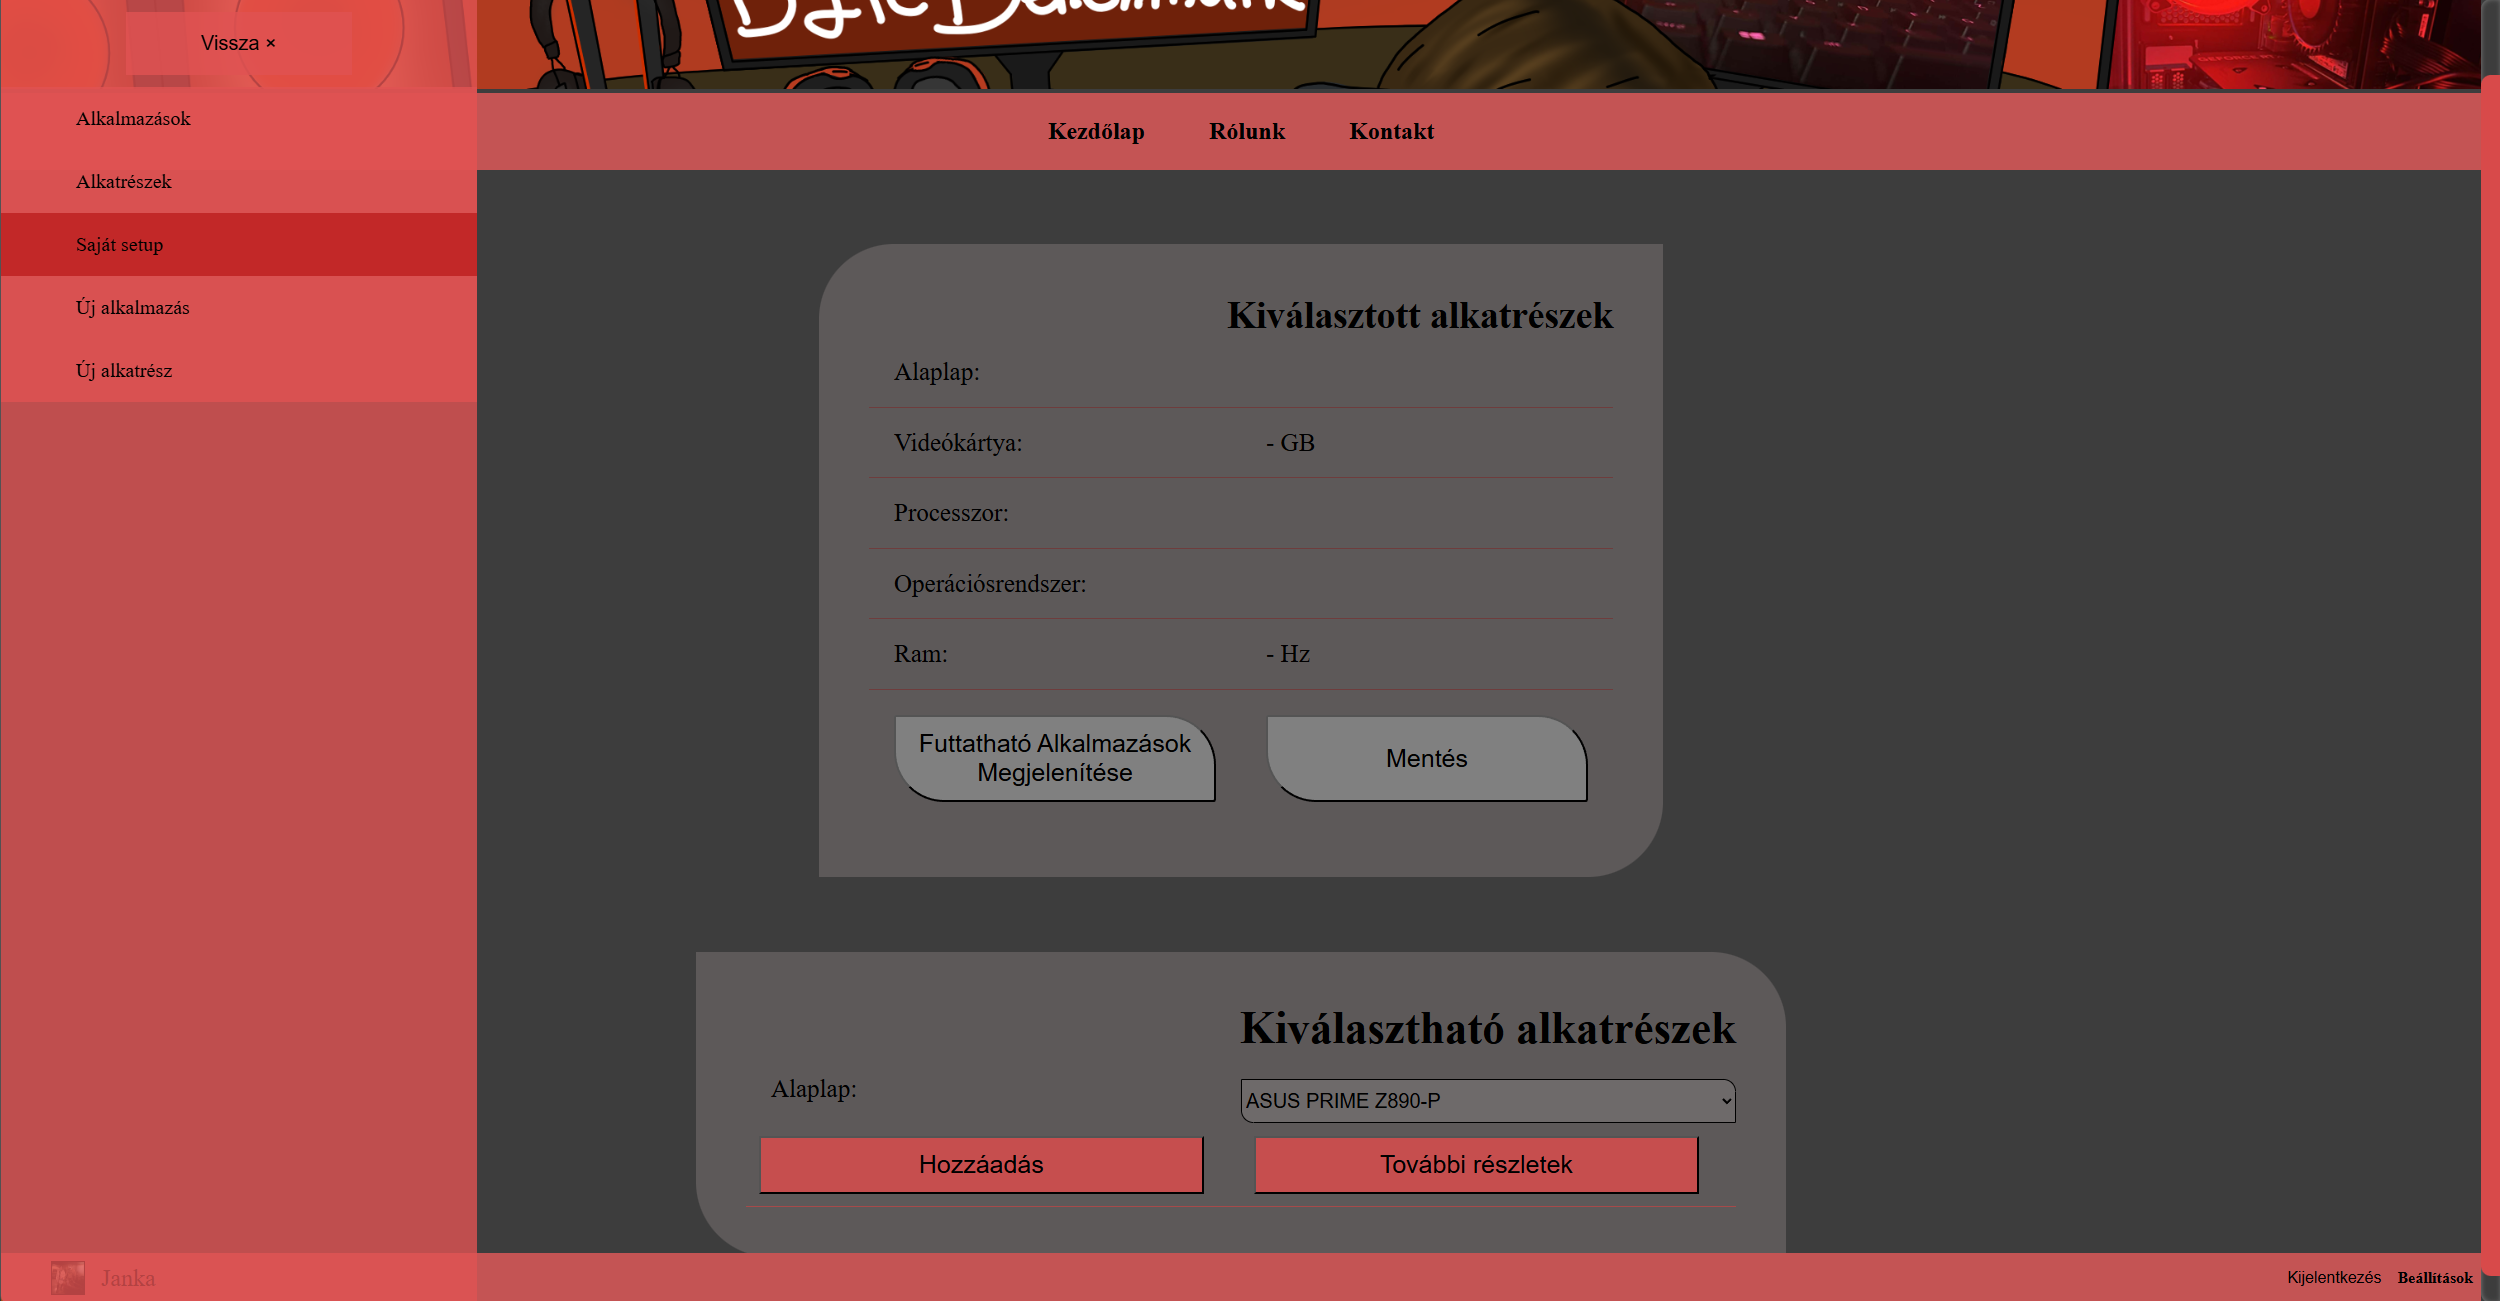 Vissza ×
Alkalmazások
Alkatrészek
Saját setup
Új alkalmazás
Új alkatrész
Kezdőlap Rólunk Kontakt
Kiválasztott alkatrészek
Alaplap:
Videókártya: - GB
Processzor:
Operációsrendszer:
Ram: - Hz
Futtatható Alkalmazások
Megjelenítése
Mentés
Kiválasztható alkatrészek
Alaplap: ASUS PRIME Z890-P
Hozzáadás További részletek
Janka
Kijelentkezés Beállítások